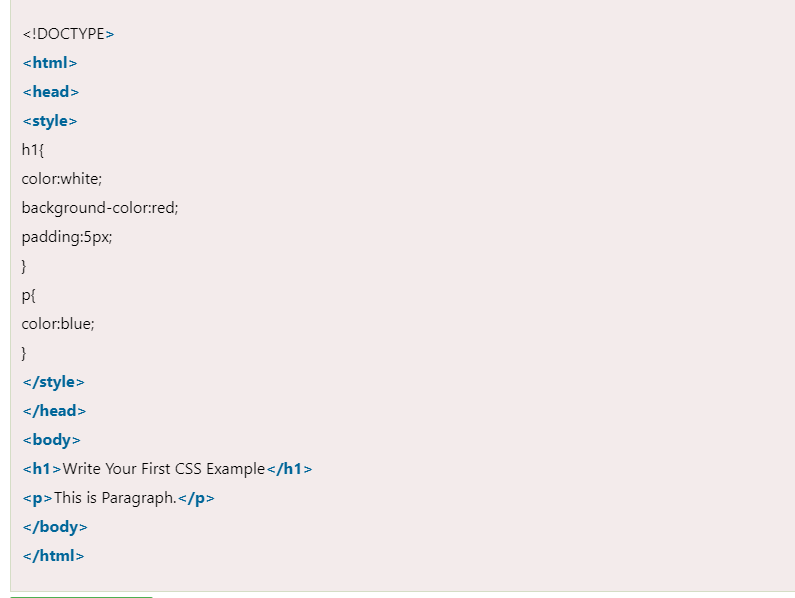 <!DOCTYPE>
<html>
<head>
<style>
h1{
color:white;
background-color:red;
padding:5px;
}
p{
color:blue;
}
</style>
</head>
<body>
<h1>Write Your First CSS Example</h1>
<p>This is Paragraph.</p>
</body>
</html>